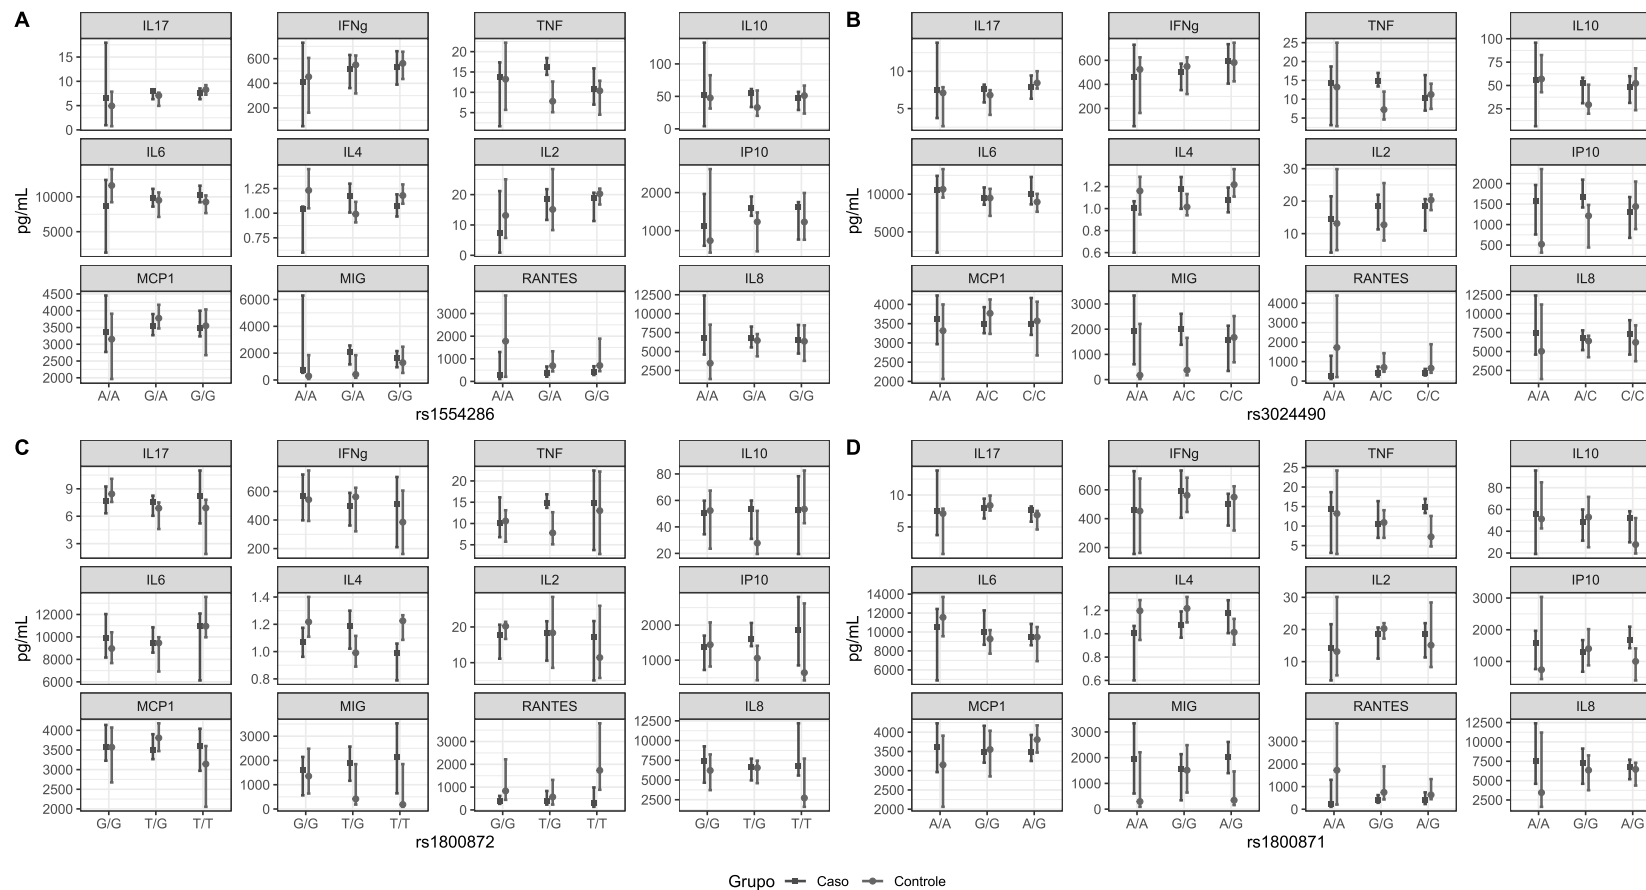 A
IL17 IFNg TNF IL10
15 10 5 0
600 400 200
20 15 10 5
100 50 0
IL6 IL4 IL2 IP10
10000 5000
1.25 1.00 0.75
20 10 0
2000 1000
MCP1 MIG RANTES IL8
4500 4000 3500 3000 2500 2000
6000 4000 2000 0
3000 2000 1000 0
12500 10000 7500 5000 2500
A/A G/A G/G A/A G/A G/G A/A G/A G/G A/A G/A G/G
pg/mL
rs1554286
B
IL17 IFNg TNF IL10
10 5
600 400 200
25 20 15 10 5
100 75 50 25
IL6 IL4 IL2 IP10
10000 5000
1.2 1.0 0.8 0.6
30 20 10
2000 1500 1000 500
MCP1 MIG RANTES IL8
4000 3500 3000 2500 2000
3000 2000 1000 0
4000 3000 2000 1000 0
12500 10000 7500 5000 2500
A/A A/C C/C A/A A/C C/C A/A A/C C/C A/A A/C C/C
pg/mL
rs3024490
C
IL17 IFNg TNF IL10
9 6 3
600 400 200
20 15 10 5
80 60 40 20
IL6 IL4 IL2 IP10
12000 10000 8000 6000
1.4 1.2 1.0 0.8
20 10
2000 1000
MCP1 MIG RANTES IL8
4000 3500 3000 2500 2000
3000 2000 1000 0
3000 2000 1000 0
12500 10000 7500 5000 2500
G/G T/G T/T G/G T/G T/T G/G T/G T/T G/G T/G T/T
pg/mL
rs1800872
D
IL17 IFNg TNF IL10
10 5
600 400 200
25 20 15 10 5
80 60 40 20
IL6 IL4 IL2 IP10
14000 12000 10000 8000 6000
1.2 1.0 0.8 0.6
30 20 10
3000 2000 1000
MCP1 MIG RANTES IL8
4000 3500 3000 2500 2000
3000 2000 1000 0
3000 2000 1000 0
12500 10000 7500 5000 2500
A/A G/G A/G A/A G/G A/G A/A G/G A/G A/A G/G A/G
pg/mL
rs1800871
Grupo Caso Controle